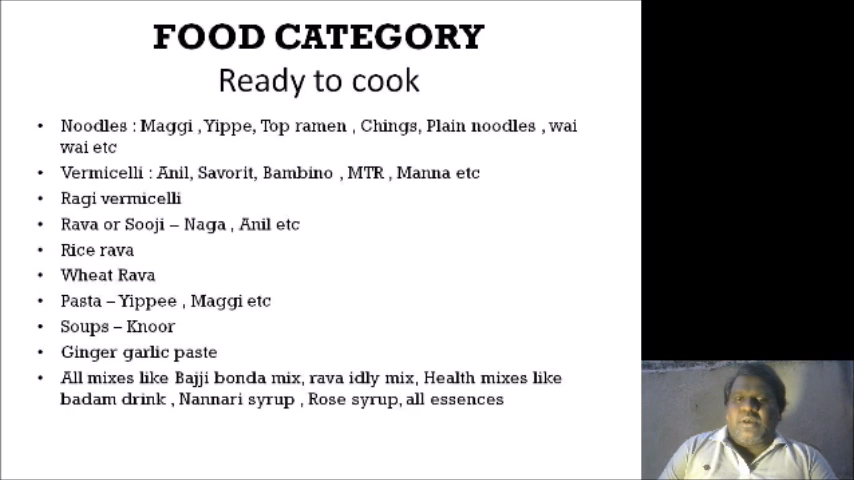 FOOD CATEGORY
Ready to cook
• Noodles : Maggi ,Yippe, Top ramen , Chings, Plain noodles , wai
wai etc
• Vermicelli : Anil, Savorit, Bambino , MTR , Manna etc
• Ragi vermicelli
• Rava or Sooji – Naga , Anil etc
• Rice rava
• Wheat Rava
• Pasta – Yippee , Maggi etc
• Soups – Knoor
• Ginger garlic paste
• All mixes like Bajji bonda mix, rava idly mix, Health mixes like
badam drink , Nannari syrup , Rose syrup, all essences